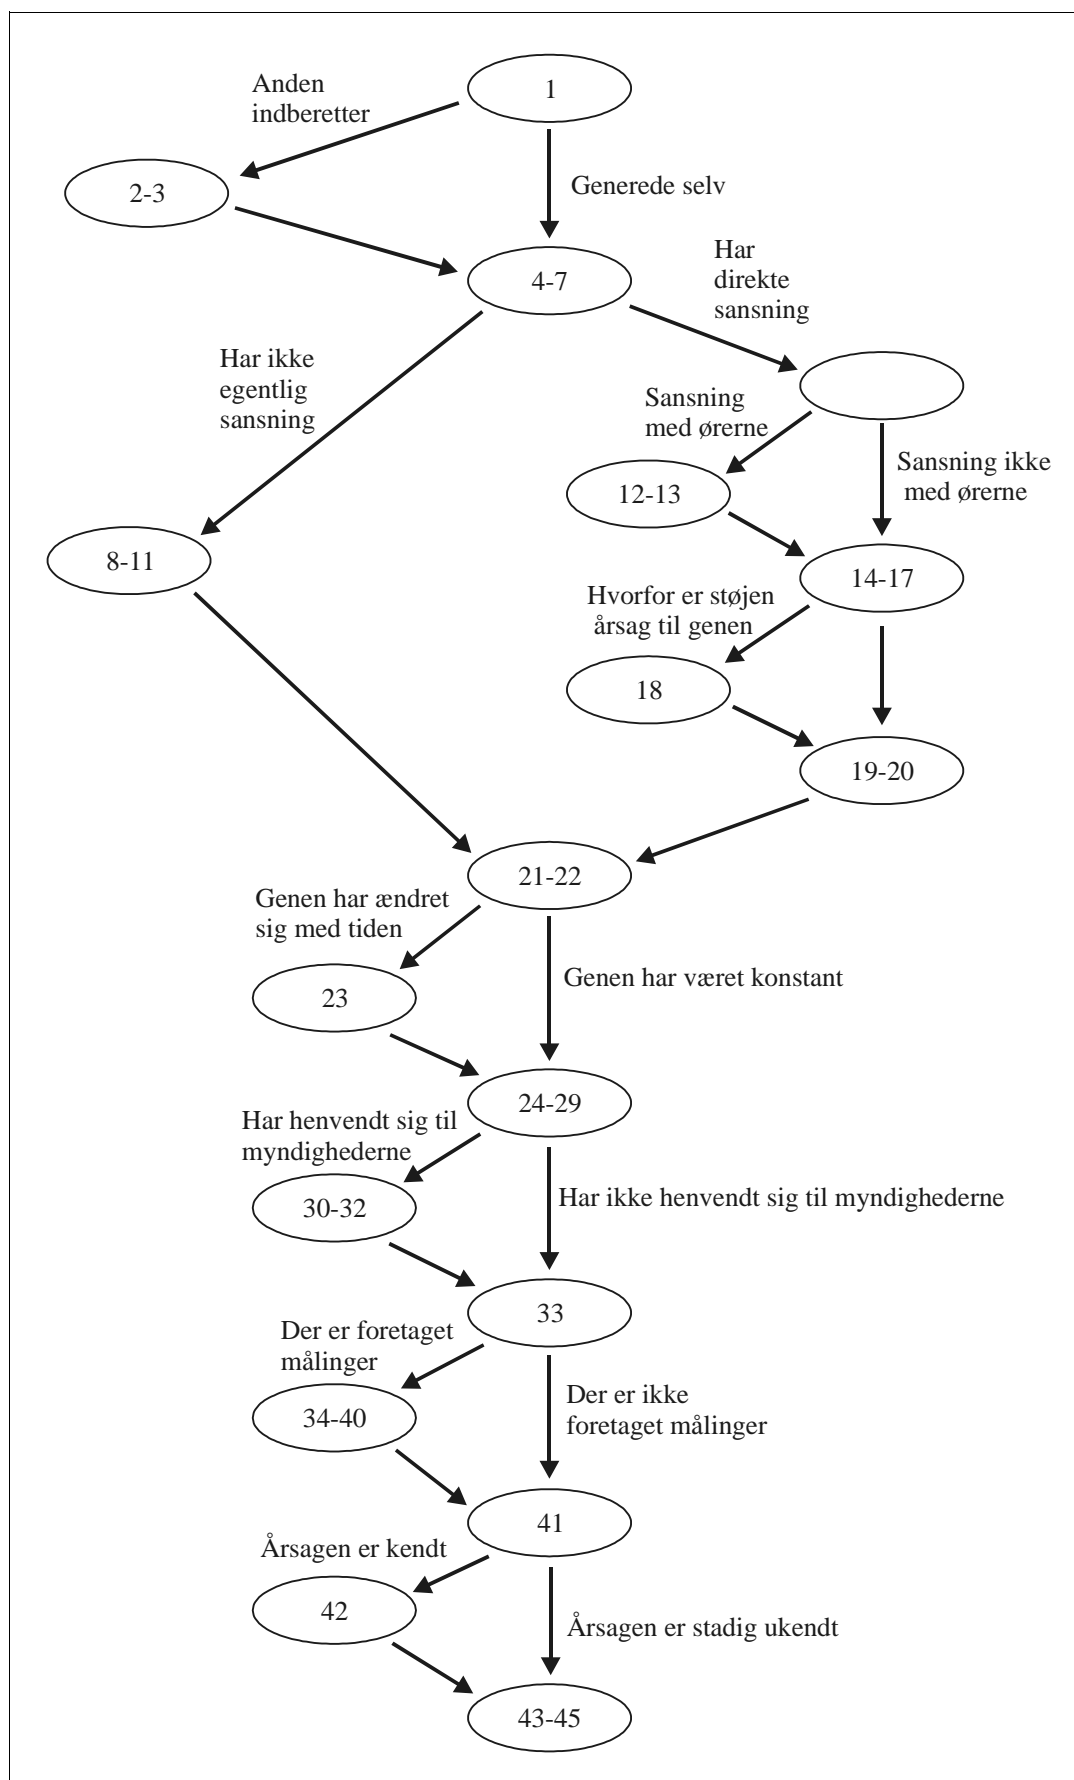 1
Anden
indberetter
2-3
Generede selv
4-7
Har
direkte
sansning
Har ikke
egentlig
sansning
Sansning
med ørerne
Sansning ikke
med ørerne
12-13
8-11
14-17
Hvorfor er støjen
årsag til genen
18
19-20
21-22
Genen har ændret
sig med tiden
Genen har været konstant
23
24-29
Har henvendt sig til
myndighederne
Har ikke henvendt sig til myndighederne
30-32
33
Der er foretaget
målinger
Der er ikke
foretaget målinger
34-40
41
Årsagen er kendt
42
Årsagen er stadig ukendt
43-45